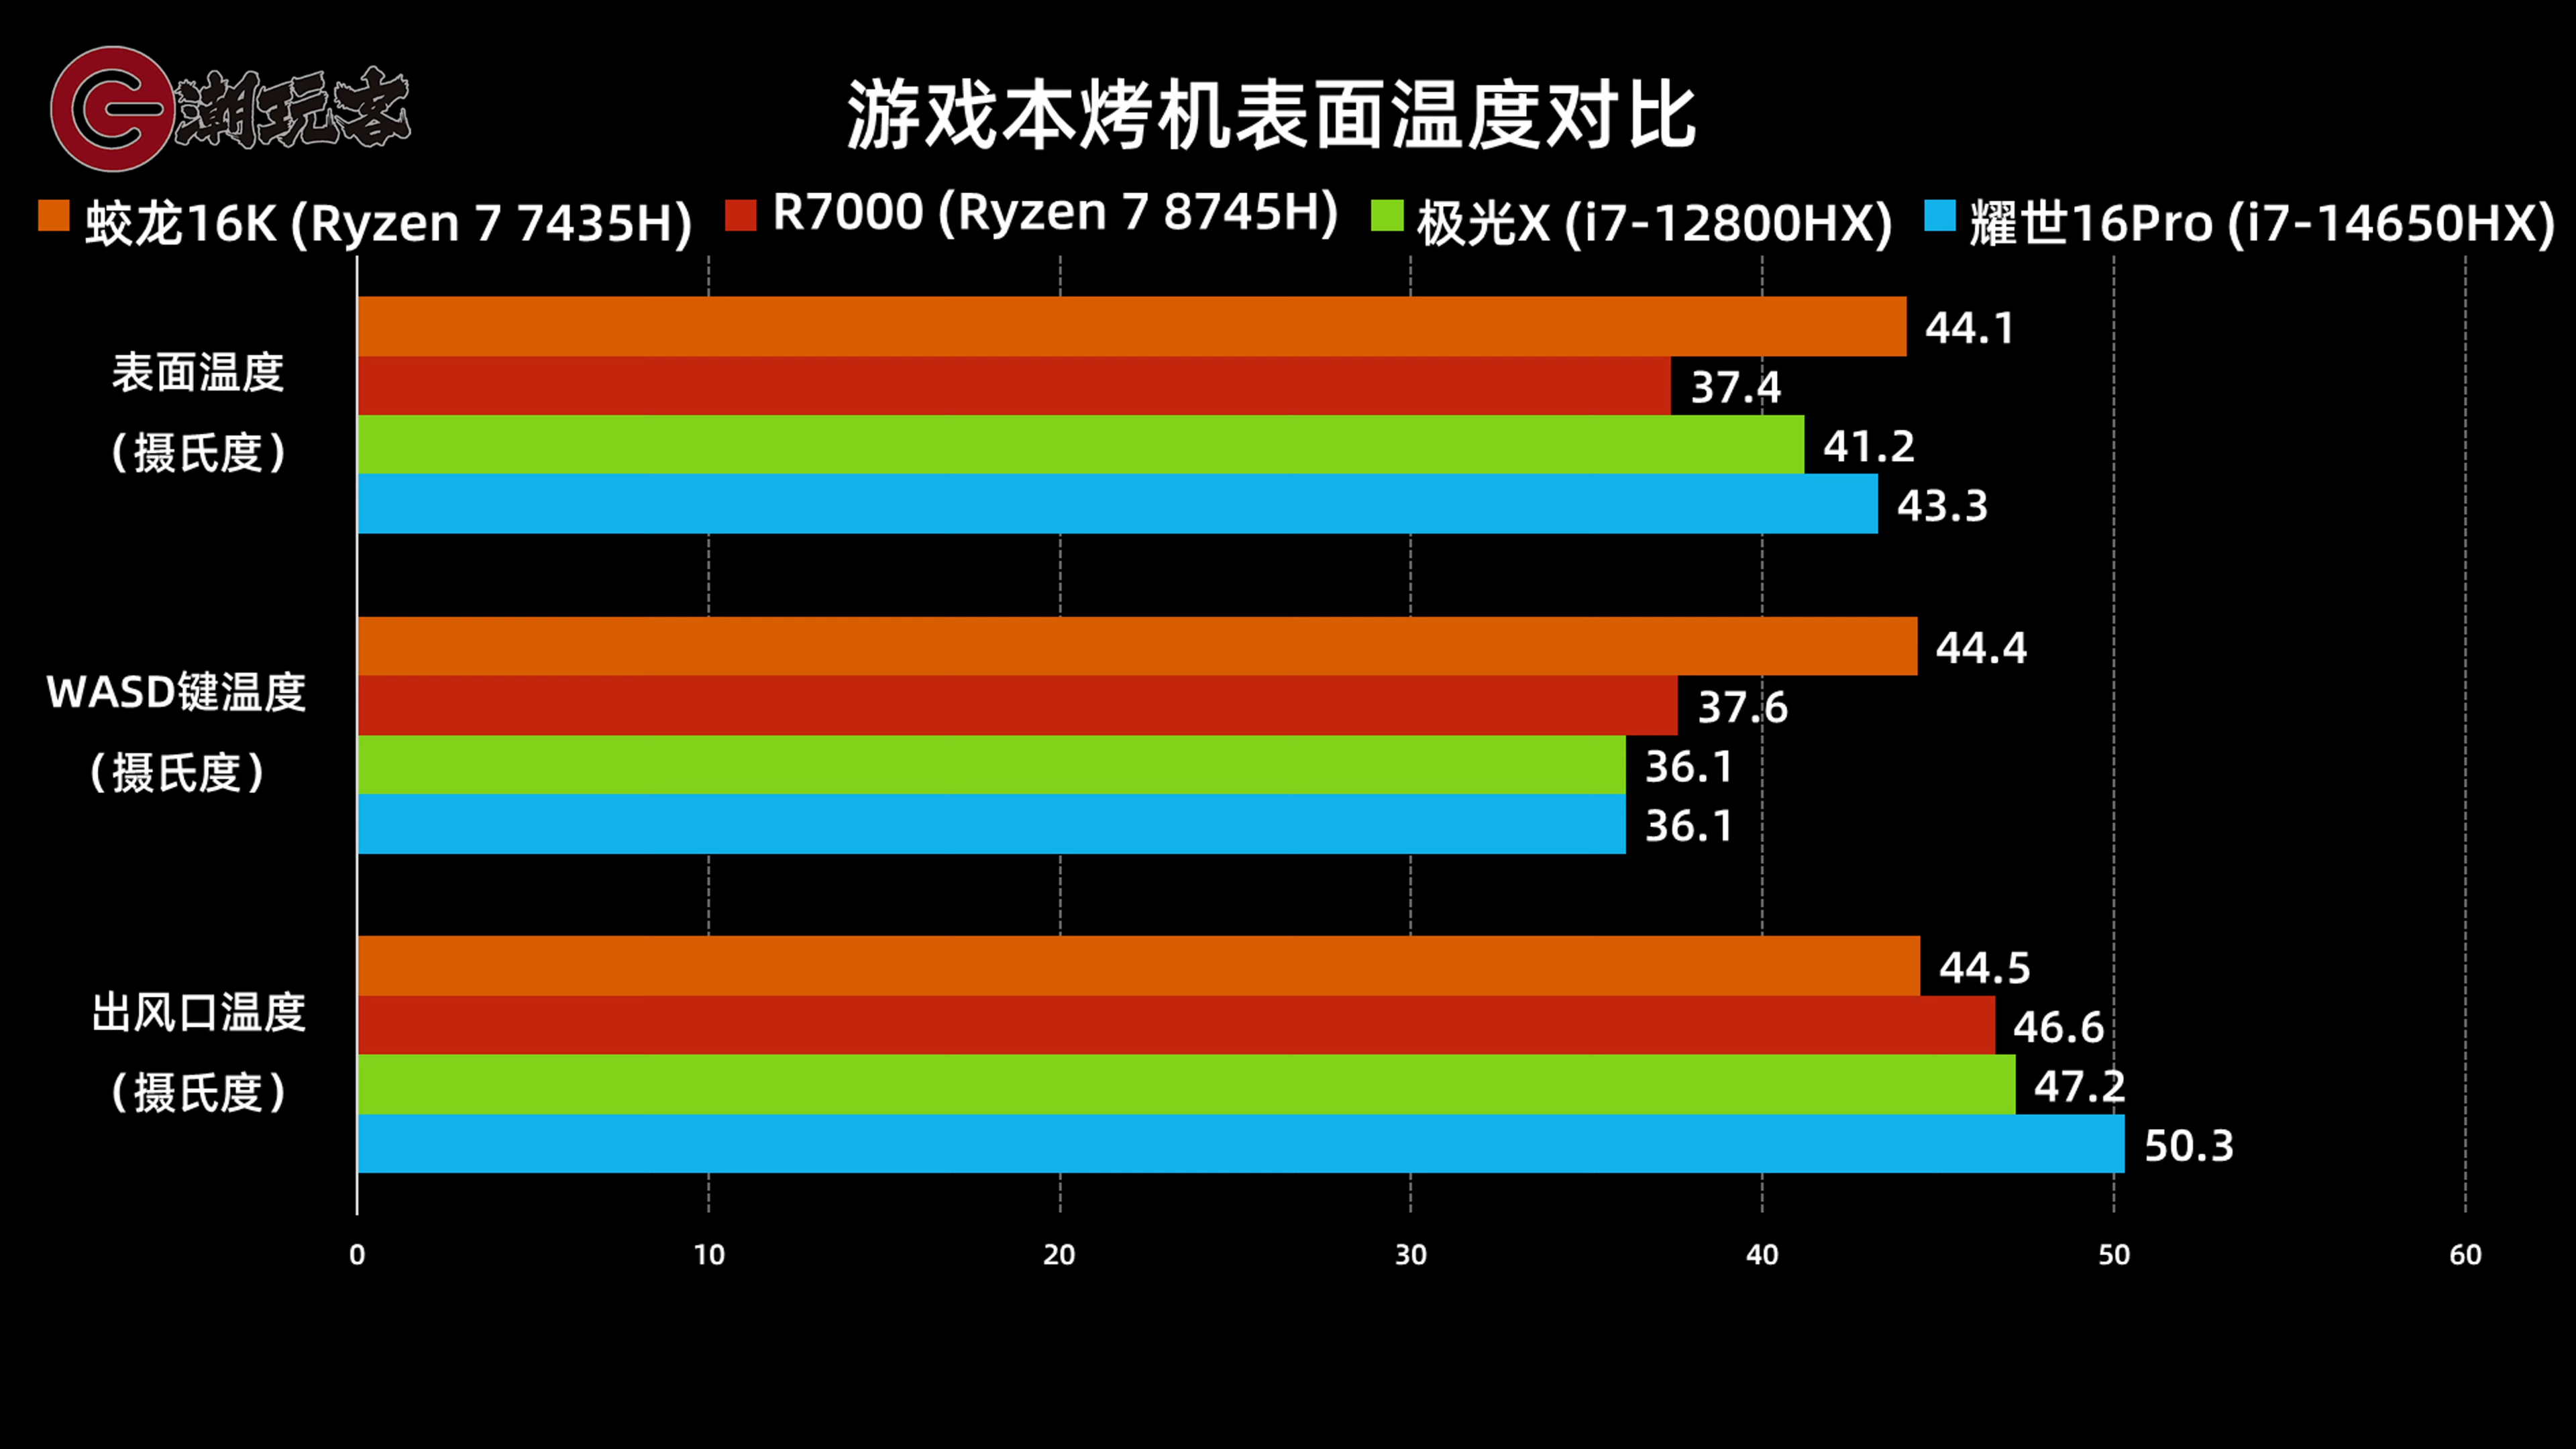 潮玩客
游戏本烤机表面温度对比
蛟龙16K (Ryzen 7 7435H) R7000 (Ryzen 7 8745H) 极光X (i7-12800HX) 耀世16Pro (i7-14650HX)
表面温度
（摄氏度）
44.1
37.4
41.2
43.3
WASD键温度
（摄氏度）
44.4
37.6
36.1
36.1
出风口温度
（摄氏度）
44.5
46.6
47.2
50.3
0 10 20 30 40 50 60